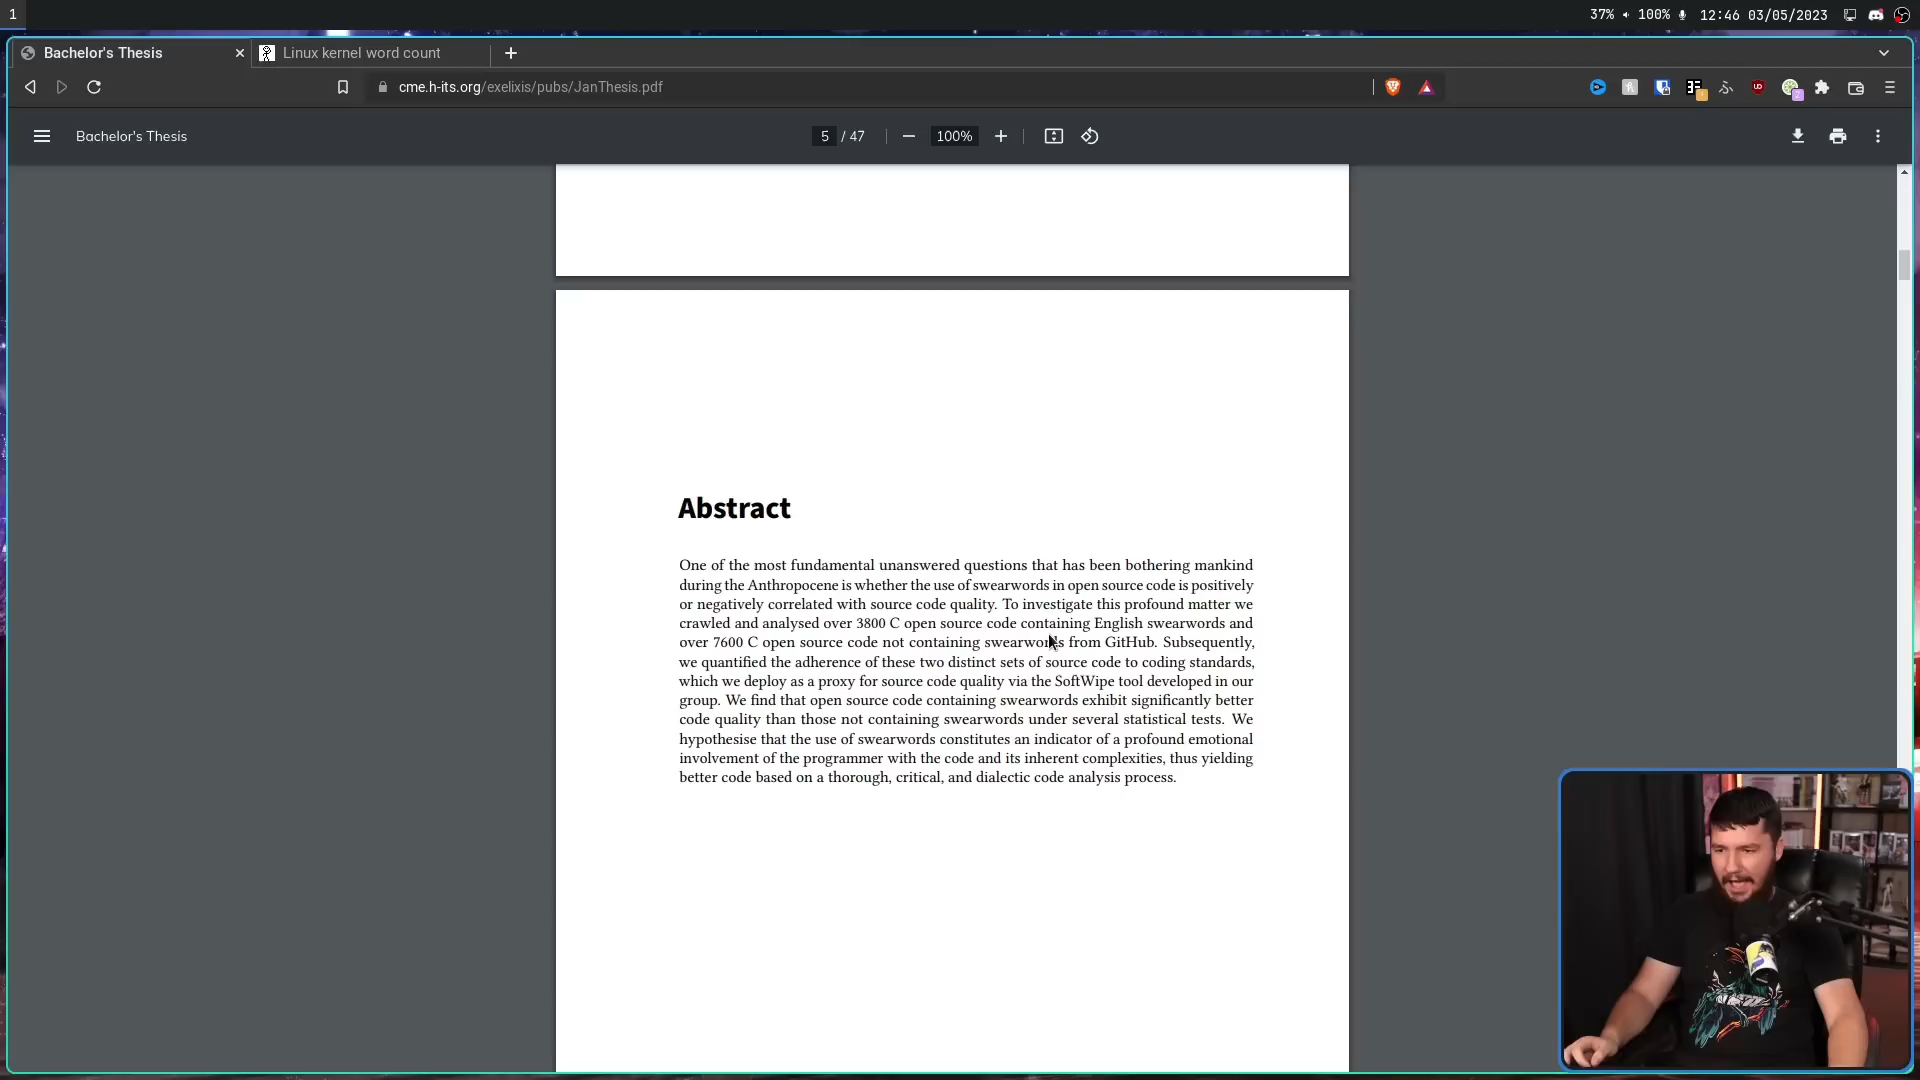 1
37% 100% 12:46 03/05/2023
Bachelor's Thesis
Linux kernel word count
cme.h-its.org/exelixis/pubs/JanThesis.pdf
Bachelor's Thesis
5 / 47
100%
Abstract
One of the most fundamental unanswered questions that has been bothering mankind
during the Anthropocene is whether the use of swearwords in open source code is positively
or negatively correlated with source code quality. To investigate this profound matter we
crawled and analysed over 3800 C open source code containing English swearwords and
over 7600 C open source code not containing swearwords from GitHub. Subsequently,
we quantified the adherence of these two distinct sets of source code to coding standards,
which we deploy as a proxy for source code quality via the SoftWipe tool developed in our
group. We find that open source code containing swearwords exhibit significantly better
code quality than those not containing swearwords under several statistical tests. We
hypothesise that the use of swearwords constitutes an indicator of a profound emotional
involvement of the programmer with the code and its inherent complexities, thus yielding
better code based on a thorough, critical, and dialectic code analysis process.